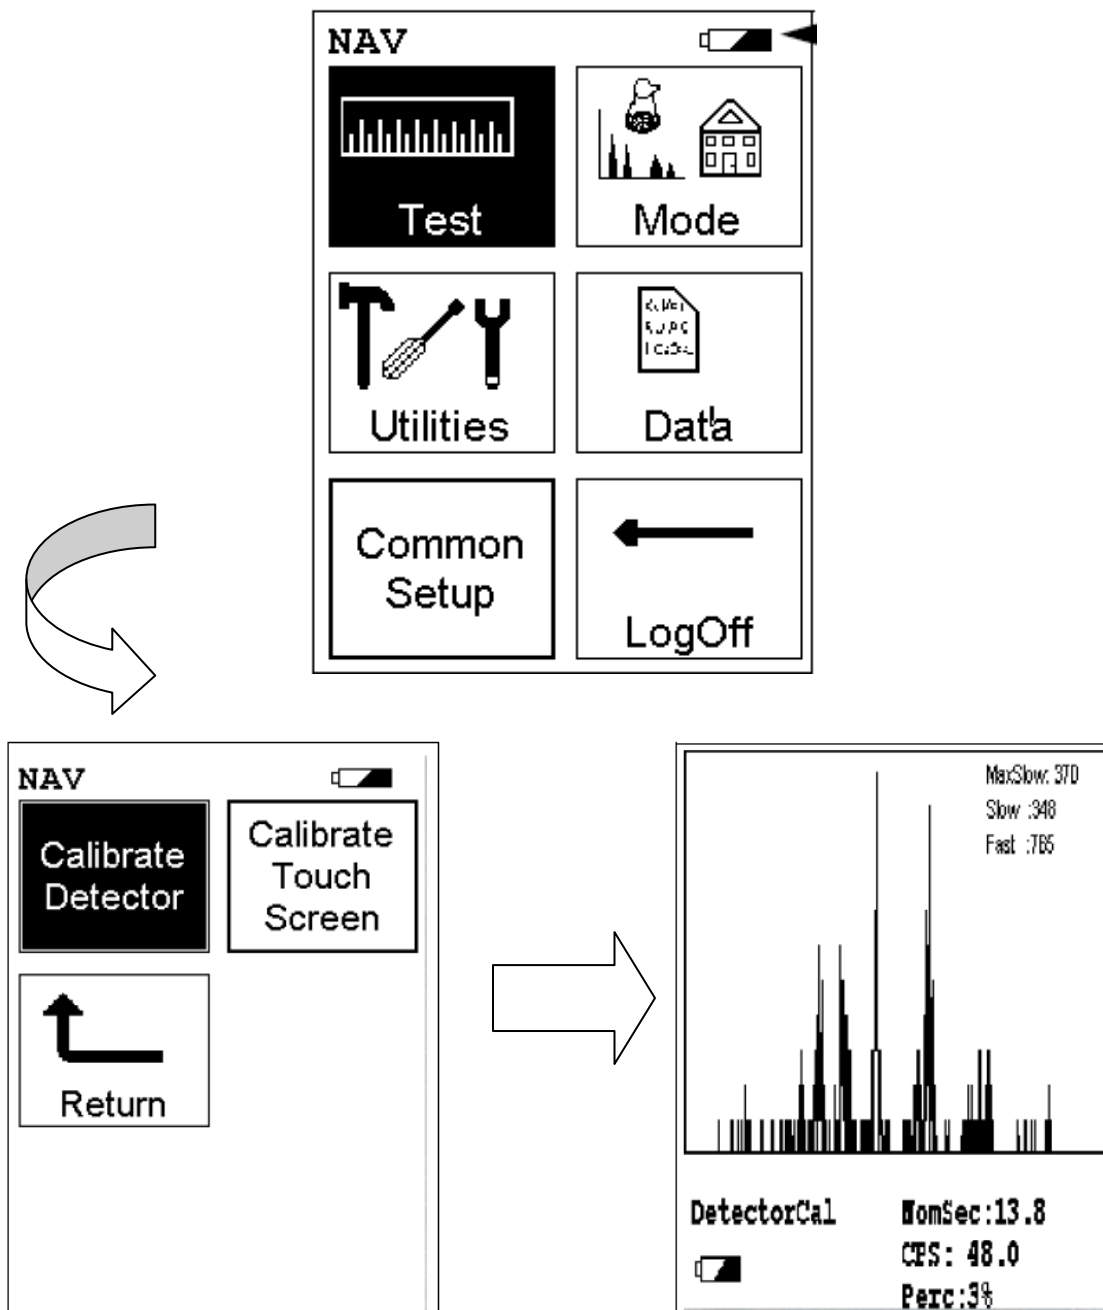 NAV
Test
Mode
Utilities
Data
Common
Setup
LogOff
NAV
Calibrate
Detector
Calibrate
Touch
Screen
Return
MaxSlow: 370
Slow :348
Fast :765
DetectorCal
NomSec:13.8
CPS: 48.0
Perc:3%